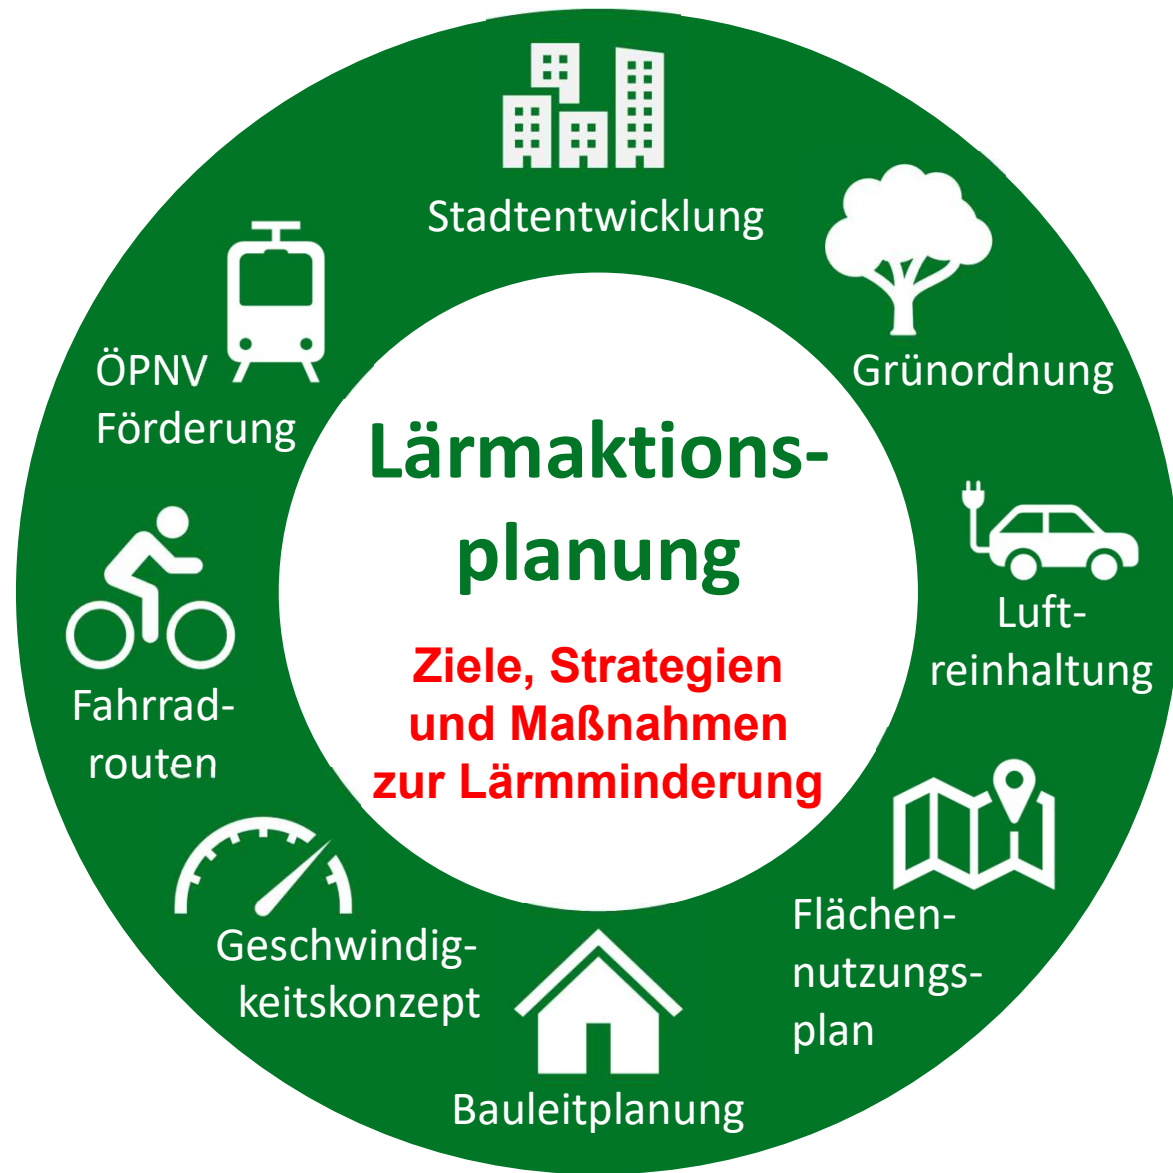 Stadtentwicklung
Grünordnung
Luft-
reinhaltung
Flächen-
nutzungs-
plan
Bauleitplanung
Geschwindig-
keitskonzept
Fahrrad-
routen
ÖPNV
Förderung
Lärmaktions-
planung
Ziele, Strategien
und Maßnahmen
zur Lärmminderung